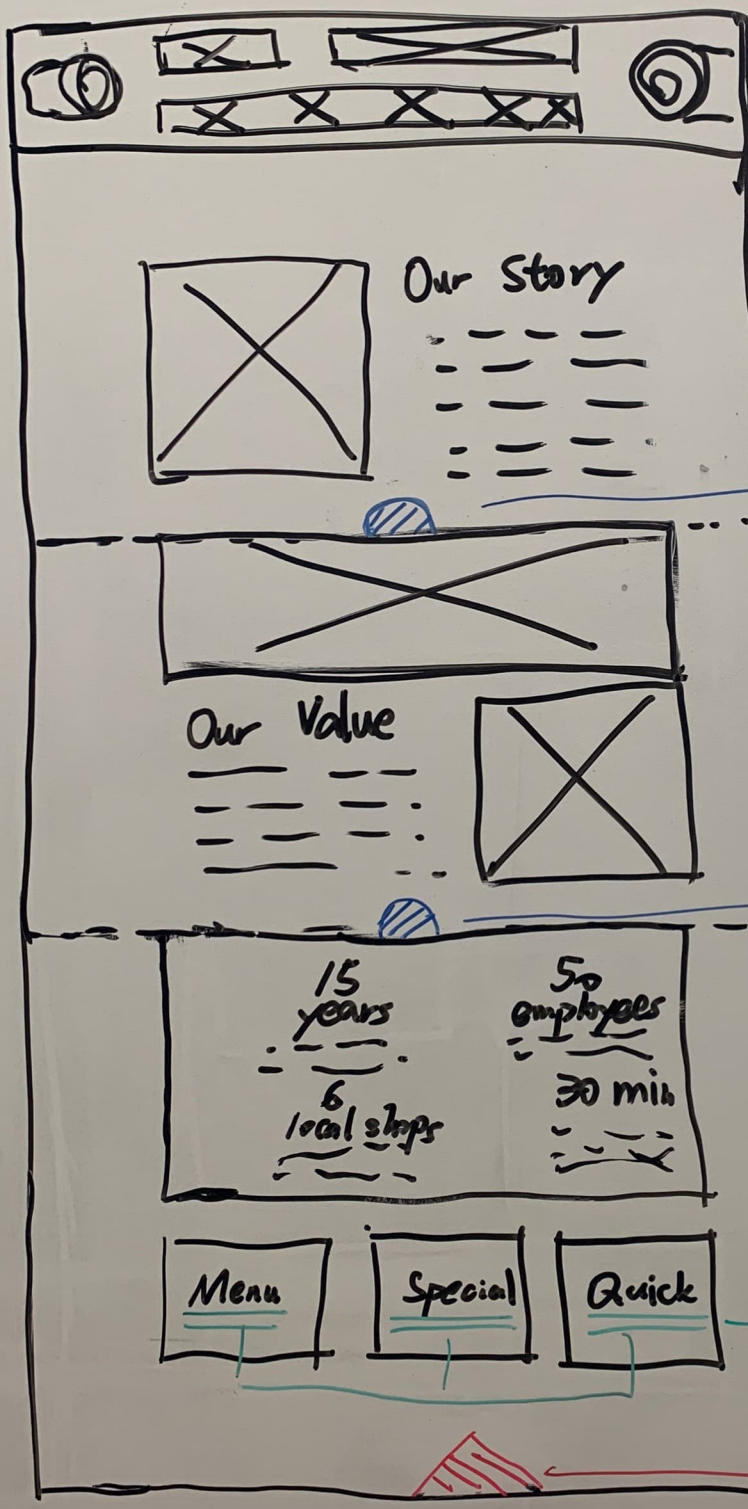 Our Story
Our Value
15
years
50
employees
6
local shops
30 min
Menu
Special
Quick